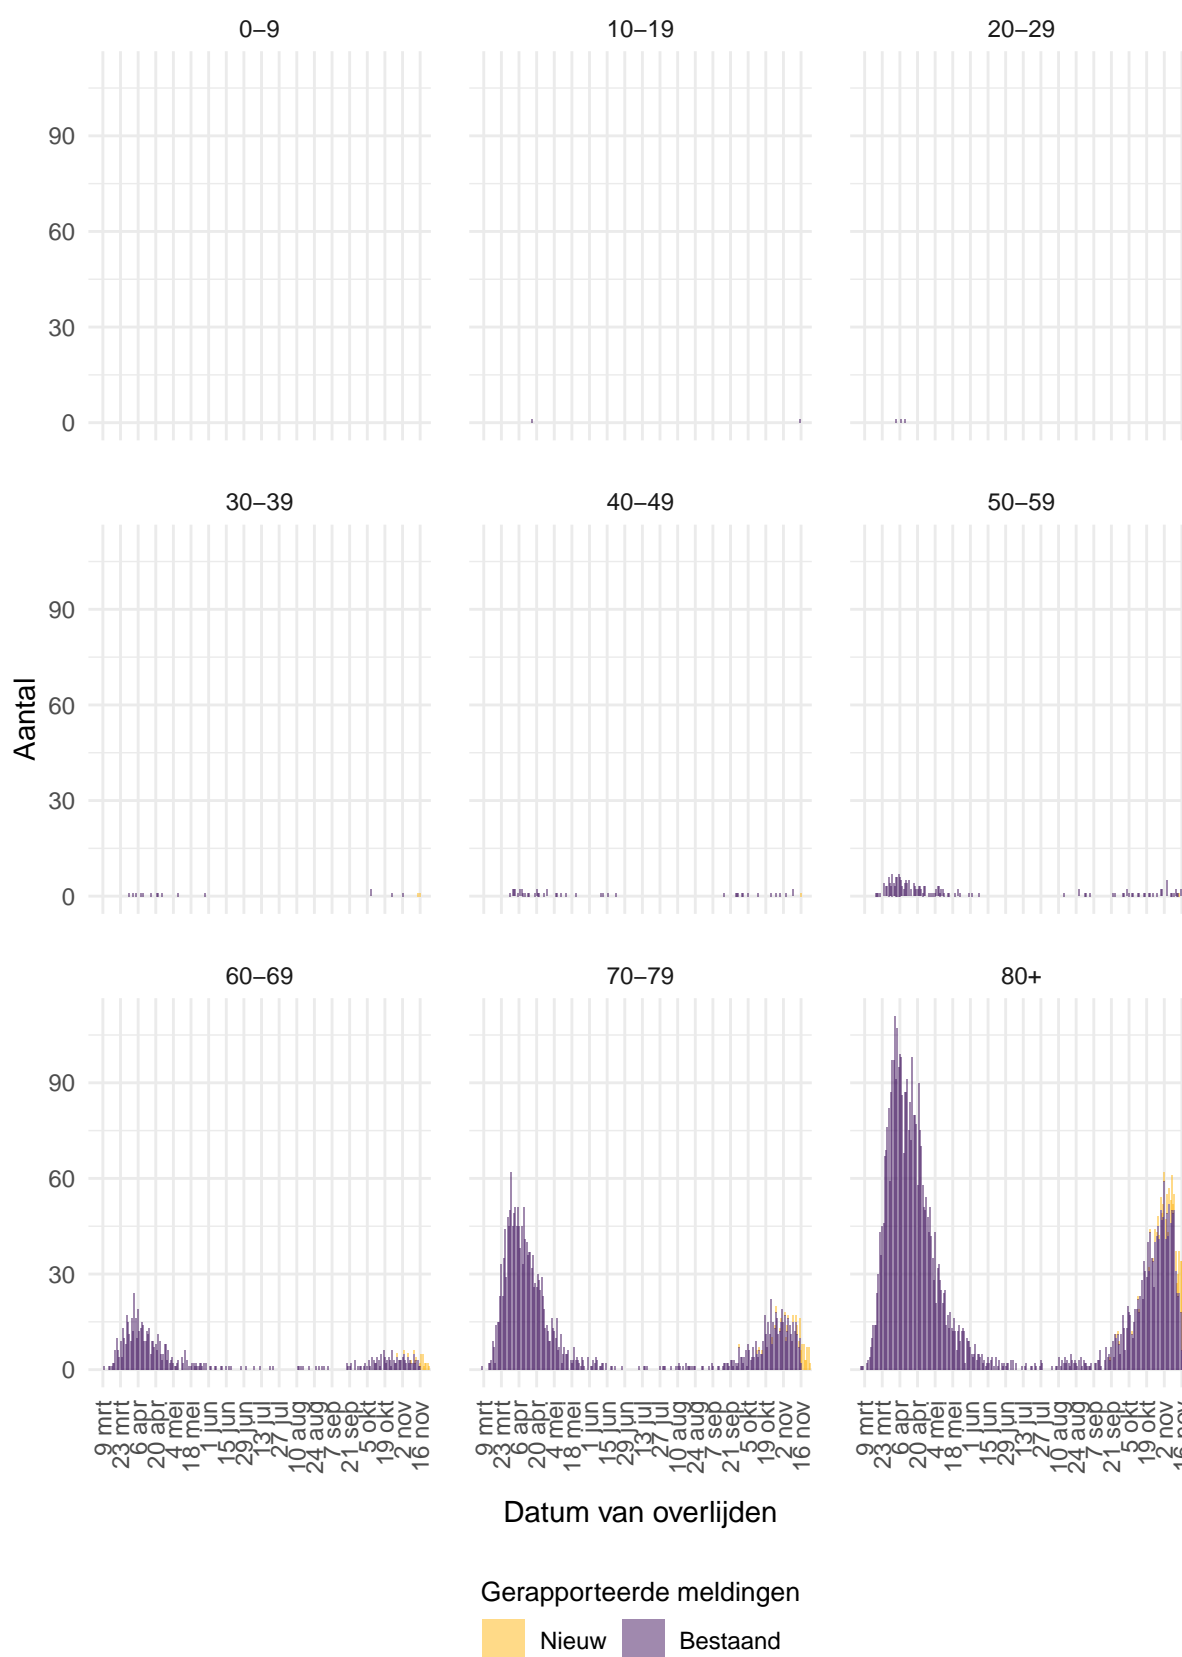 0–9 10–19 20–29
90
60
30
0
30–39 40–49 50–59
90
60
30
0
Aantal
60–69 70–79 80+
90
60
30
0
9 mrt 23 mrt 6 apr 20 apr 4 mei 18 mei 1 jun 15 jun 29 jun 13 jul 27 jul 10 aug 24 aug 7 sep 21 sep 5 okt 19 okt 2 nov 16 nov
9 mrt 23 mrt 6 apr 20 apr 4 mei 18 mei 1 jun 15 jun 29 jun 13 jul 27 jul 10 aug 24 aug 7 sep 21 sep 5 okt 19 okt 2 nov 16 nov
9 mrt 23 mrt 6 apr 20 apr 4 mei 18 mei 1 jun 15 jun 29 jun 13 jul 27 jul 10 aug 24 aug 7 sep 21 sep 5 okt 19 okt 2 nov 16 nov
Datum van overlijden
Gerapporteerde meldingen
Nieuw Bestaand